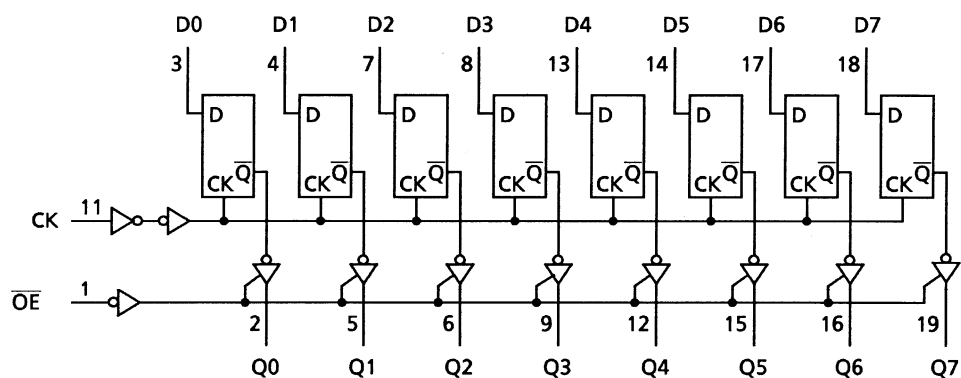 D0 D1 D2 D3 D4 D5 D6 D7
3 4 7 8 13 14 17 18
D D D D D D D D
Q̅ Q̅ Q̅ Q̅ Q̅ Q̅ Q̅ Q̅
CK CK CK CK CK CK CK CK
CK 11
O̅E̅ 1
2 5 6 9 12 15 16 19
Q0 Q1 Q2 Q3 Q4 Q5 Q6 Q7